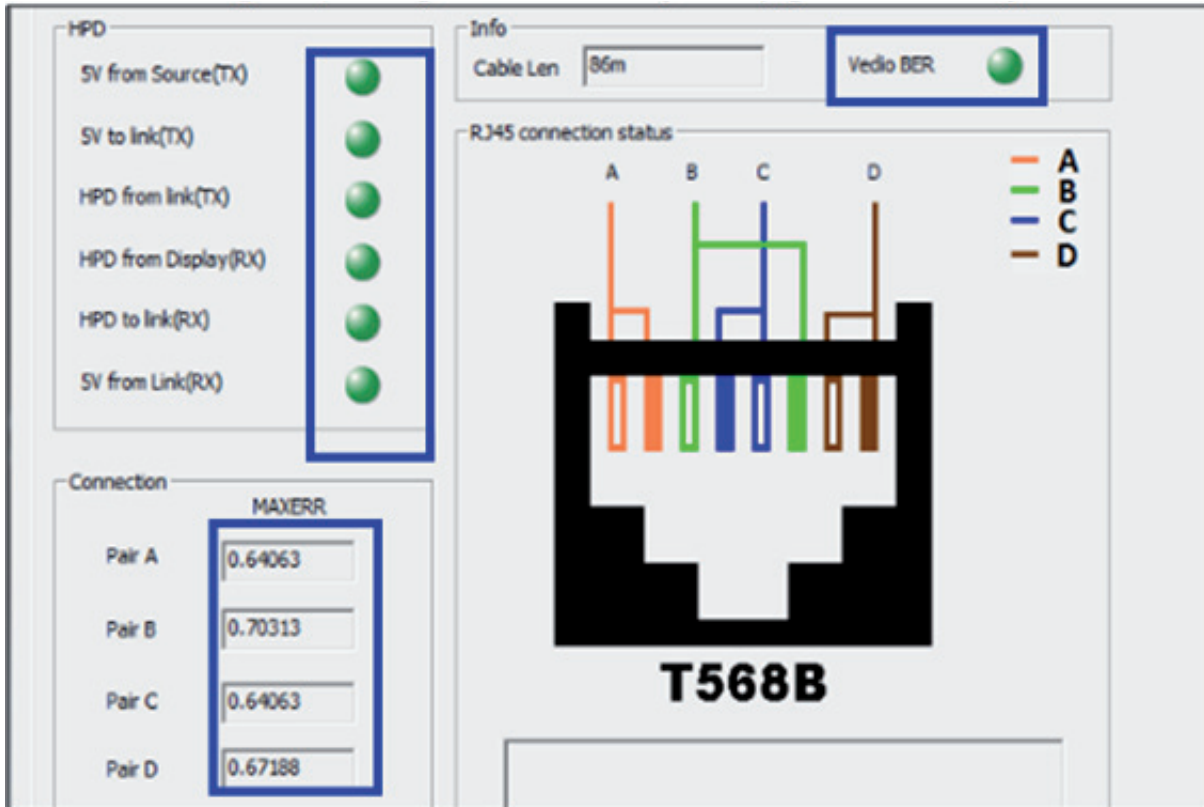 HPD
5V from Source(TX)
5V to link(TX)
HPD from link(TX)
HPD from Display(RX)
HPD to link(RX)
5V from Link(RX)
Connection
MAXERR
Pair A 0.64063
Pair B 0.70313
Pair C 0.64063
Pair D 0.67188
Info
Cable Len 86m Vedio BER
RJ45 connection status
A B C D
A
B
C
D
T568B